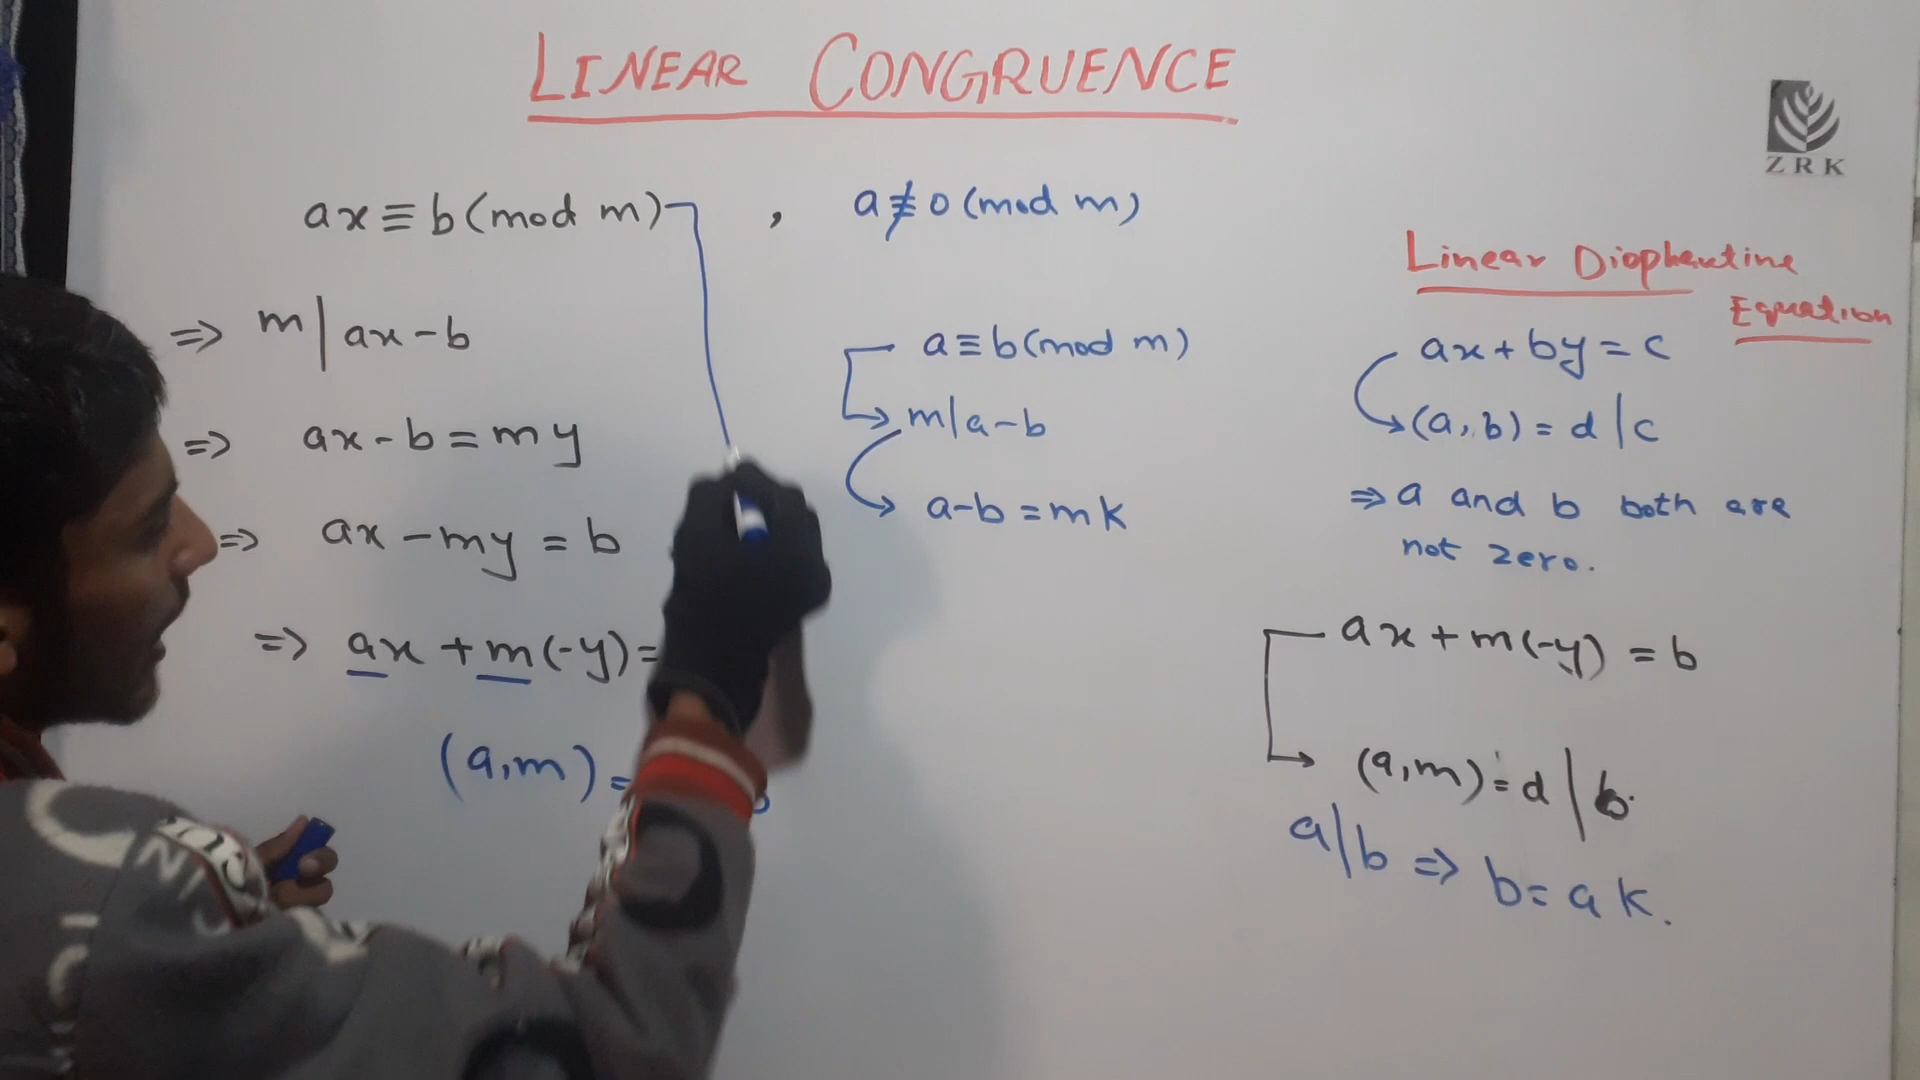 LINEAR CONGRUENCE
ZRK
ax ≡ b (mod m) , a ≢ 0 (mod m)
⇒ m | ax - b
⇒ ax - b = my
⇒ ax - my = b
⇒ ax + m(-y) =
(a,m) =
a ≡ b (mod m)
→ m | a - b
→ a - b = mk
Linear Diophantine
Equation
ax + by = c
→ (a,b) = d | c
⇒ a and b both are
not zero.
ax + m(-y) = b
→ (a,m) = d | b.
a | b ⇒ b = ak.